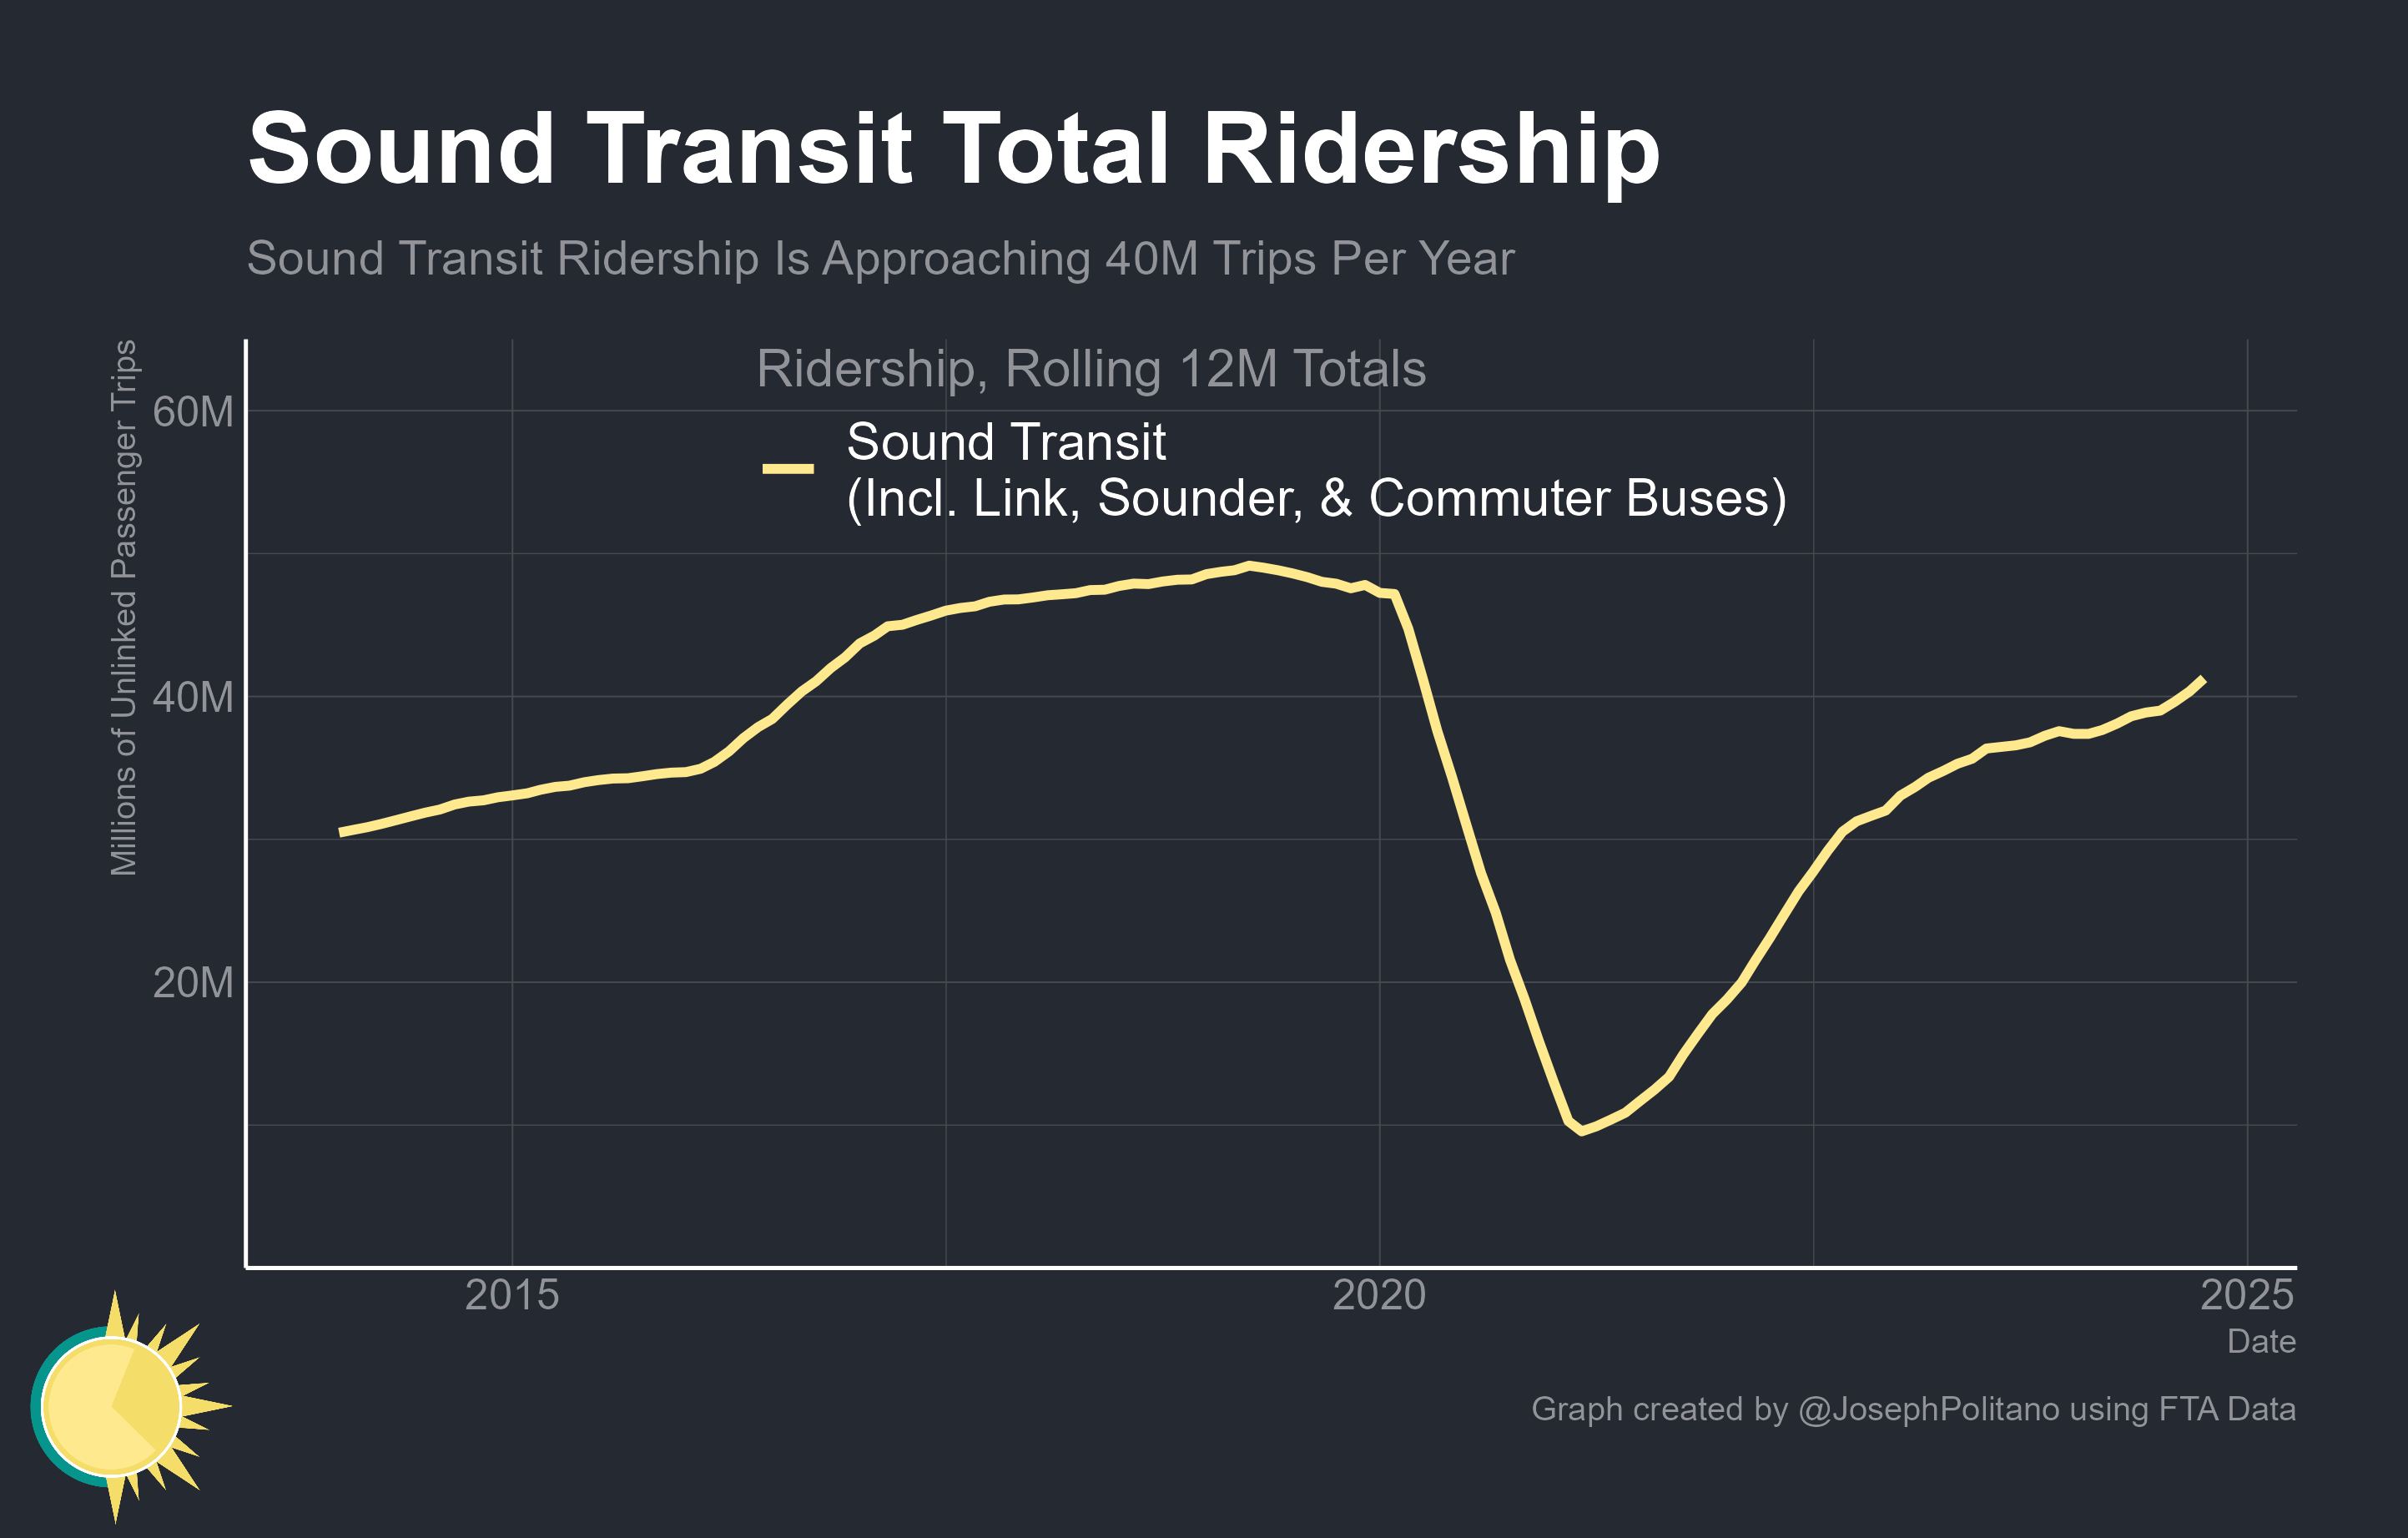 Sound Transit Total Ridership
Sound Transit Ridership Is Approaching 40M Trips Per Year
Millions of Unlinked Passenger Trips
Ridership, Rolling 12M Totals
Sound Transit
(Incl. Link, Sounder, & Commuter Buses)
60M
40M
20M
2015
2020
2025
Date
Graph created by @JosephPolitano using FTA Data